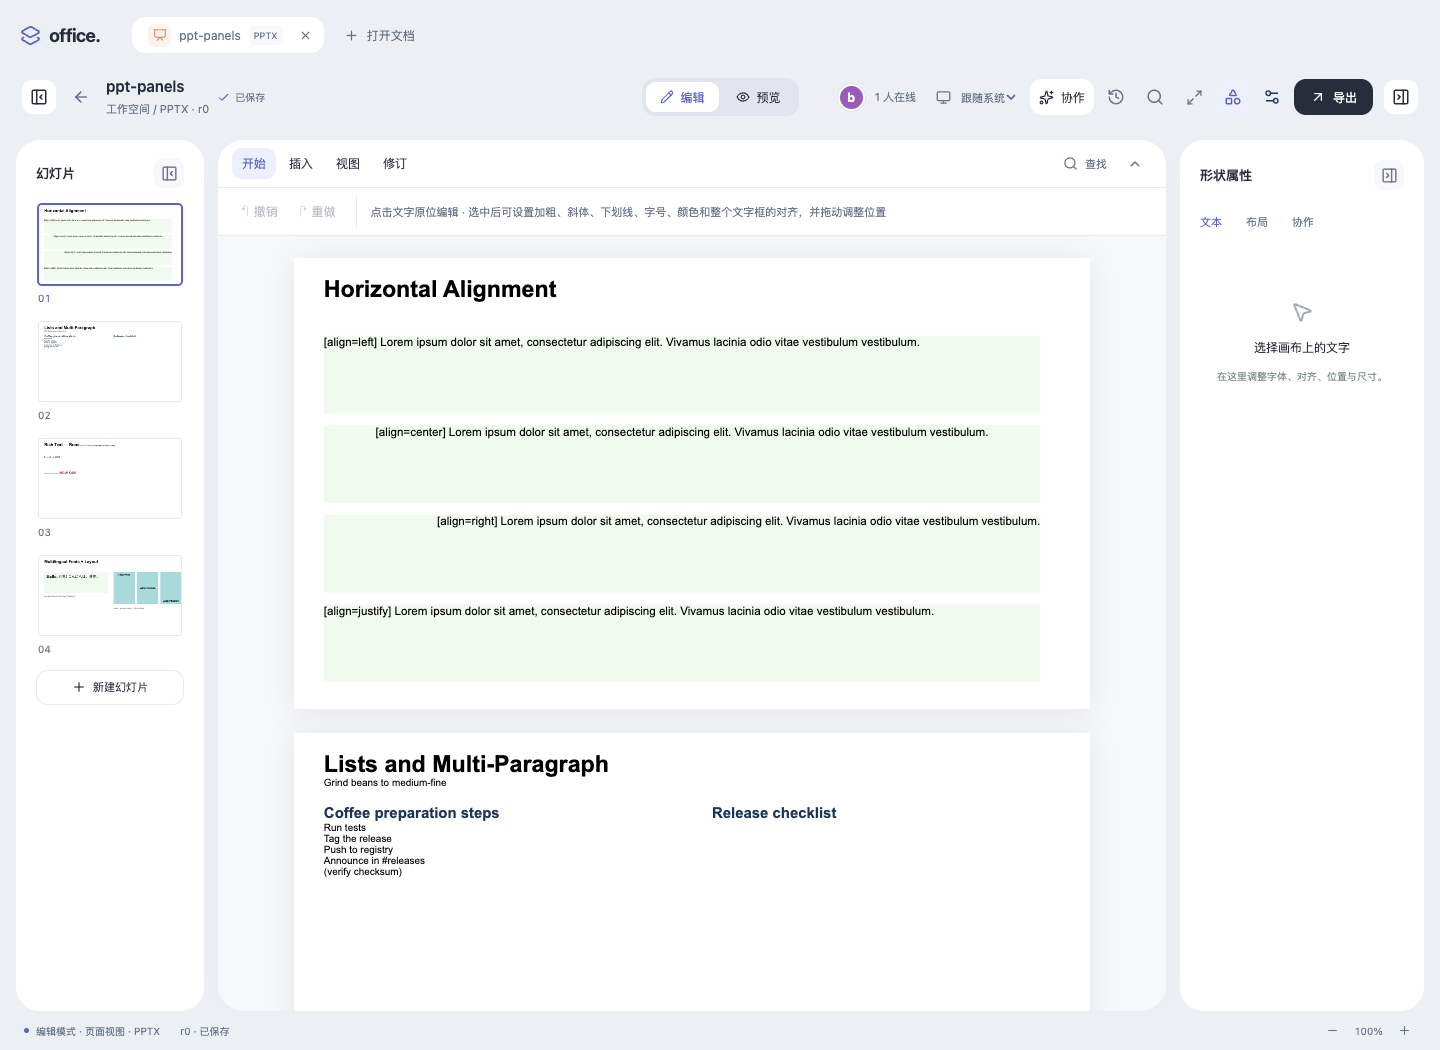 office.
ppt-panels PPTX
打开文档
ppt-panels
工作空间 / PPTX · r0
已保存
编辑
预览
b
1 人在线
跟随系统
协作
导出
幻灯片
Horizontal Alignment
01
Lists and Multi-Paragraph
02
Rich Text
03
Multilingual Fonts + Layout
04
新建幻灯片
开始
插入
视图
修订
查找
撤销
重做
点击文字原位编辑 · 选中后可设置加粗、斜体、下划线、字号、颜色和整个文字框的对齐，并拖动调整位置
Horizontal Alignment
[align=left] Lorem ipsum dolor sit amet, consectetur adipiscing elit. Vivamus lacinia odio vitae vestibulum vestibulum.
[align=center] Lorem ipsum dolor sit amet, consectetur adipiscing elit. Vivamus lacinia odio vitae vestibulum vestibulum.
[align=right] Lorem ipsum dolor sit amet, consectetur adipiscing elit. Vivamus lacinia odio vitae vestibulum vestibulum.
[align=justify] Lorem ipsum dolor sit amet, consectetur adipiscing elit. Vivamus lacinia odio vitae vestibulum vestibulum.
Lists and Multi-Paragraph
Grind beans to medium-fine
Coffee preparation steps
Release checklist
Run tests
Tag the release
Push to registry
Announce in #releases
(verify checksum)
形状属性
文本
布局
协作
选择画布上的文字
在这里调整字体、对齐、位置与尺寸。
编辑模式 · 页面视图 · PPTX
r0 · 已保存
100%